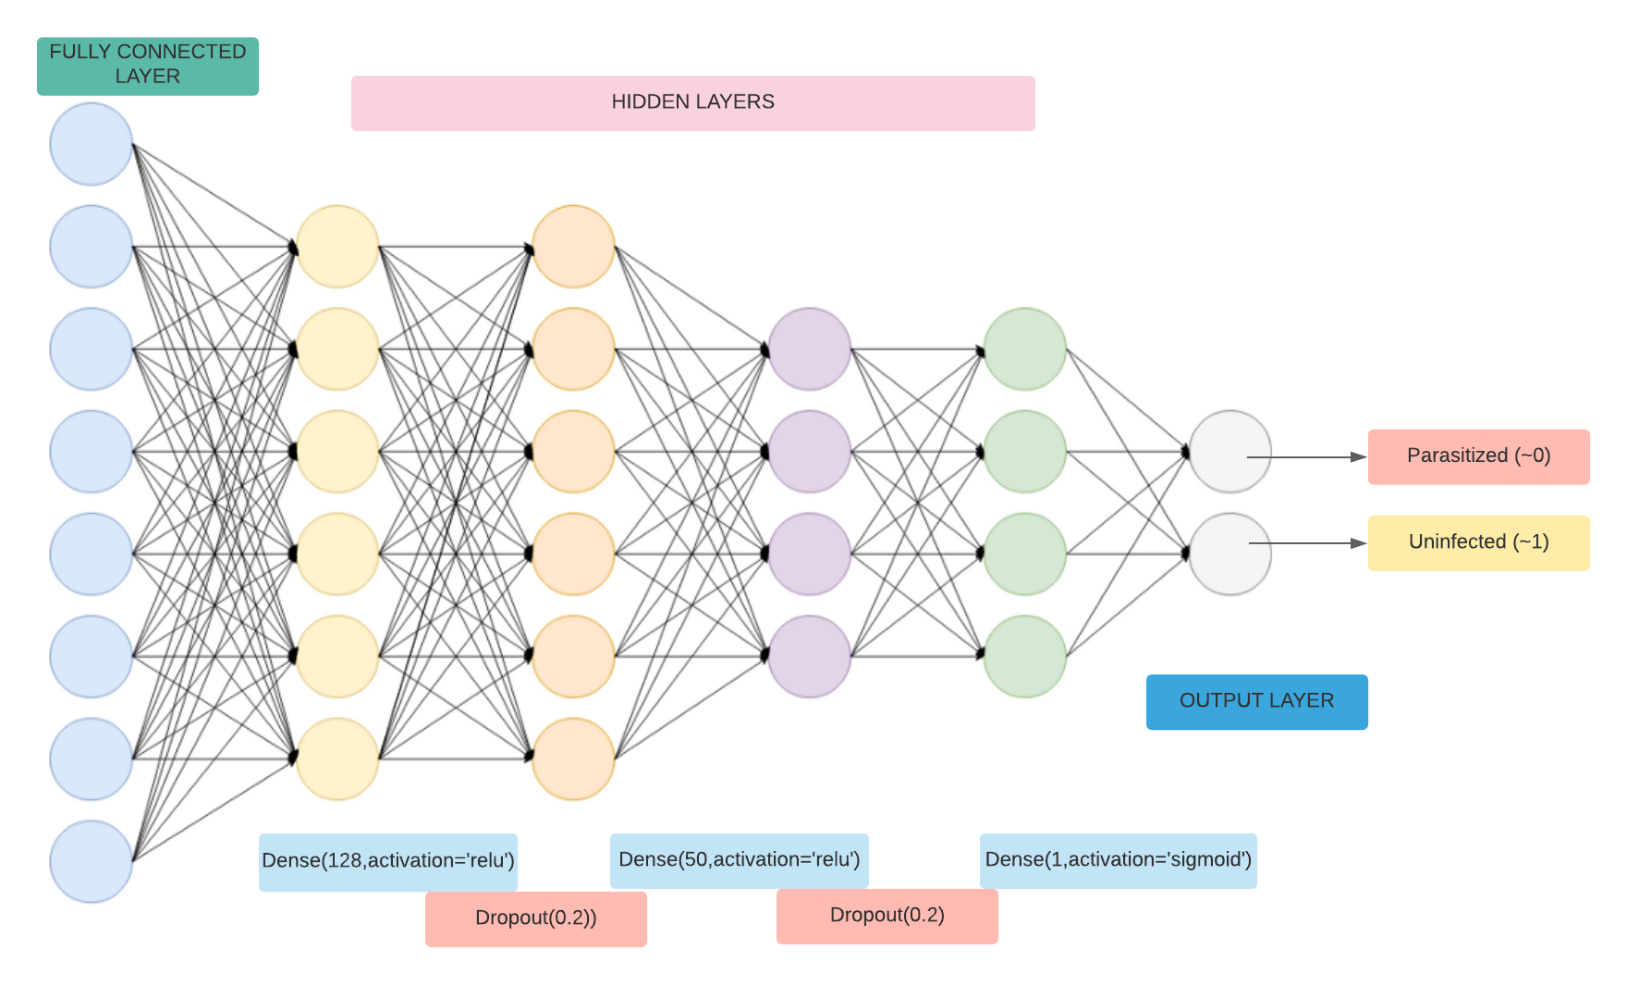 FULLY CONNECTED
LAYER
HIDDEN LAYERS
Parasitized (~0)
Uninfected (~1)
OUTPUT LAYER
Dense(128,activation='relu')
Dense(50,activation='relu')
Dense(1,activation='sigmoid')
Dropout(0.2))
Dropout(0.2)